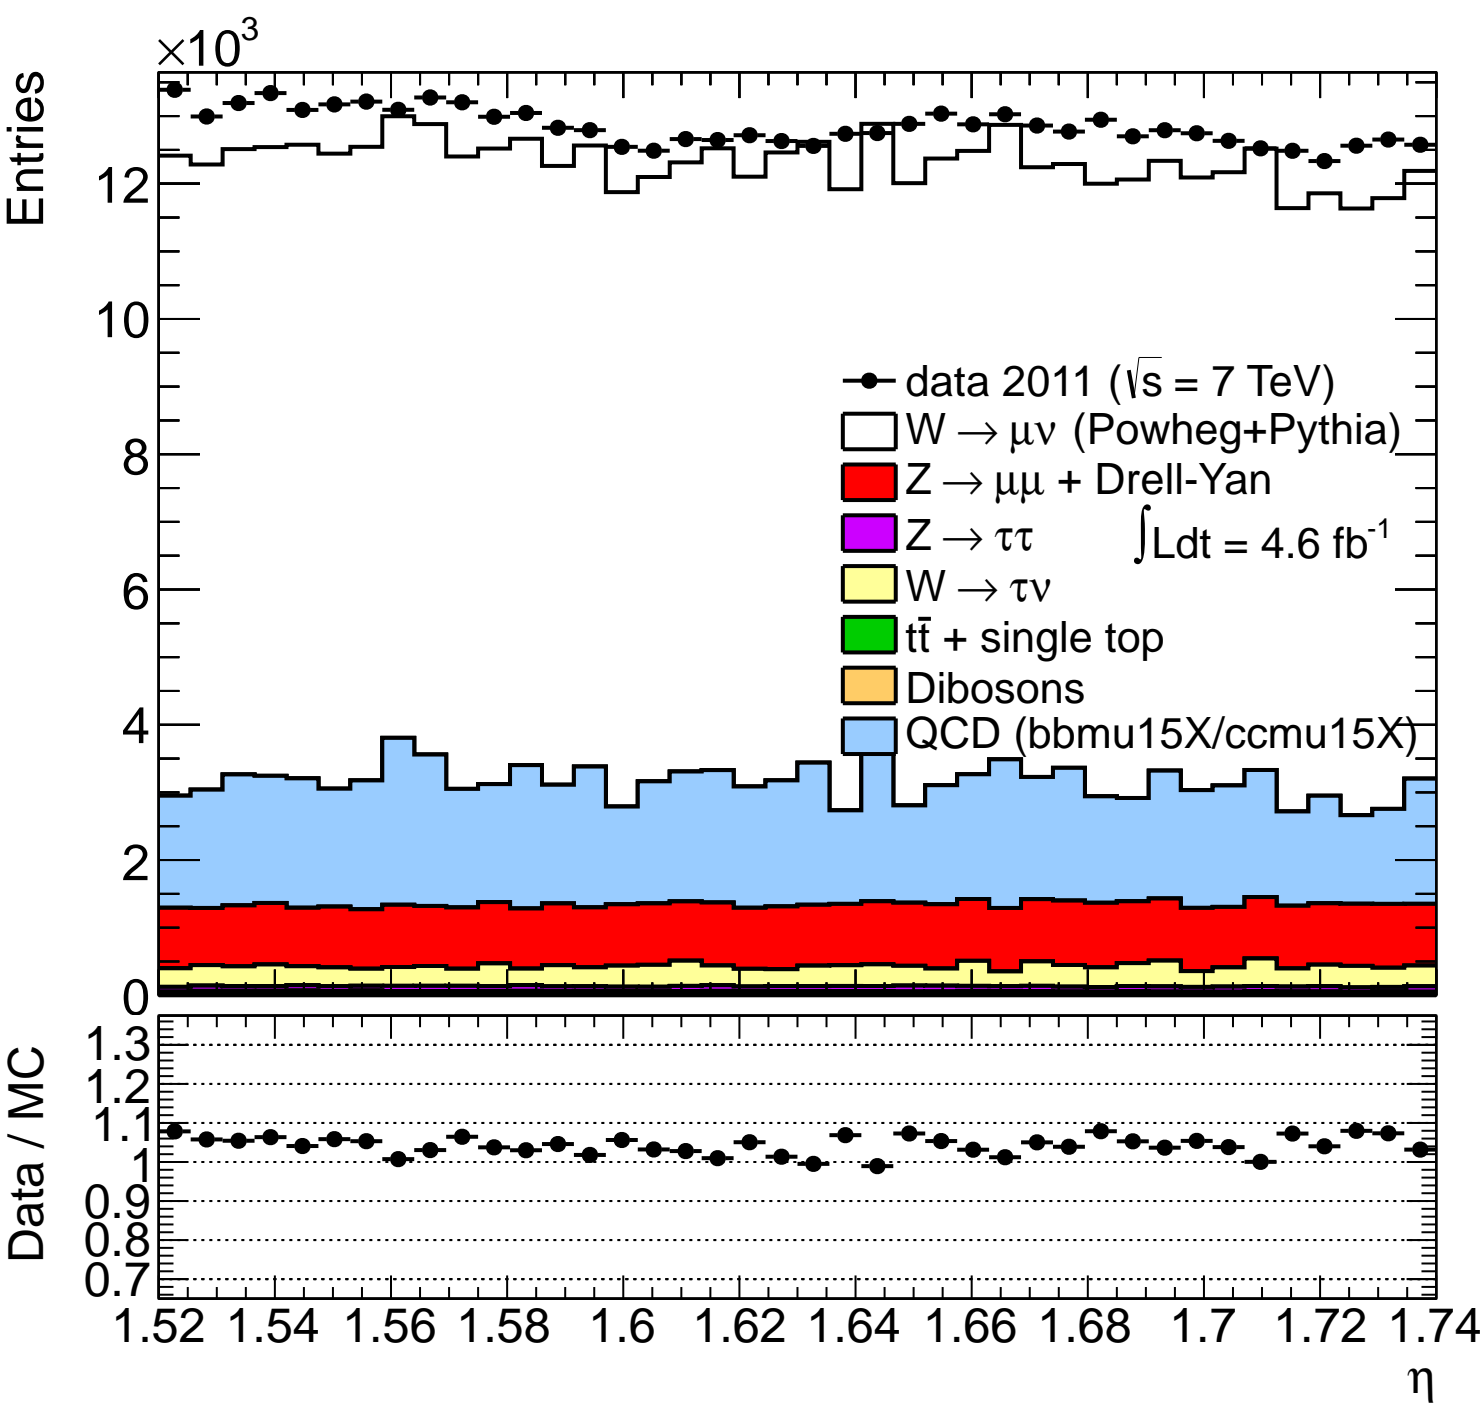 ×10³
Entries
12
10
8
6
4
2
0
data 2011 (√s = 7 TeV)
W → μν (Powheg+Pythia)
Z → μμ + Drell-Yan
Z → ττ
∫Ldt = 4.6 fb⁻¹
W → τν
tt̄ + single top
Dibosons
QCD (bbmu15X/ccmu15X)
Data / MC
1.3
1.2
1.1
1
0.9
0.8
0.7
1.52 1.54 1.56 1.58 1.6 1.62 1.64 1.66 1.68 1.7 1.72 1.74
η